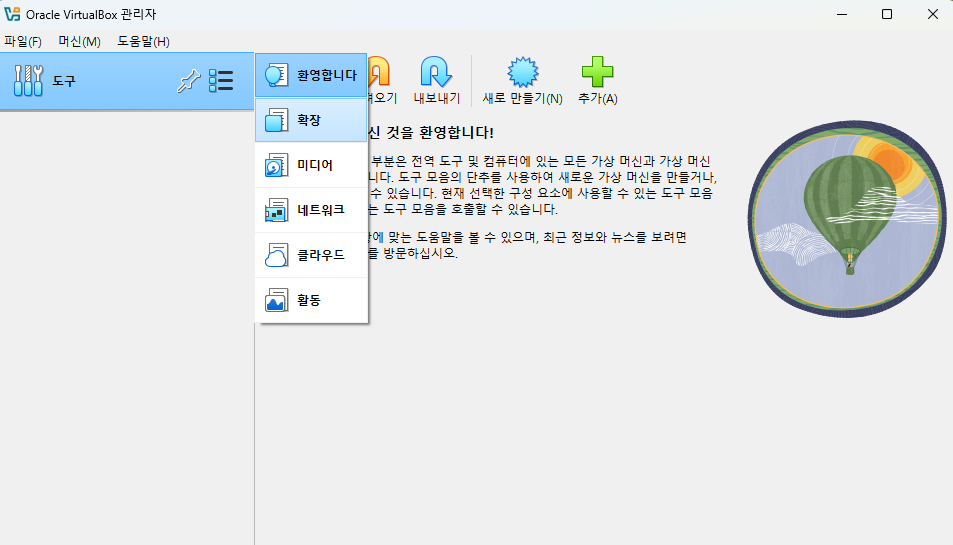 Oracle VirtualBox 관리자
파일(F) 머신(M) 도움말(H)
도구
환영합니다
확장
미디어
네트워크
클라우드
활동
져오기 내보내기 새로 만들기(N) 추가(A)
신 것을 환영합니다!
부분은 전역 도구 및 컴퓨터에 있는 모든 가상 머신과 가상 머신
니다. 도구 모음의 단추를 사용하여 새로운 가상 머신을 만들거나,
수 있습니다. 현재 선택한 구성 요소에 사용할 수 있는 도구 모음
는 도구 모음을 호출할 수 있습니다.
에 맞는 도움말을 볼 수 있으며, 최근 정보와 뉴스를 보려면
를 방문하십시오.